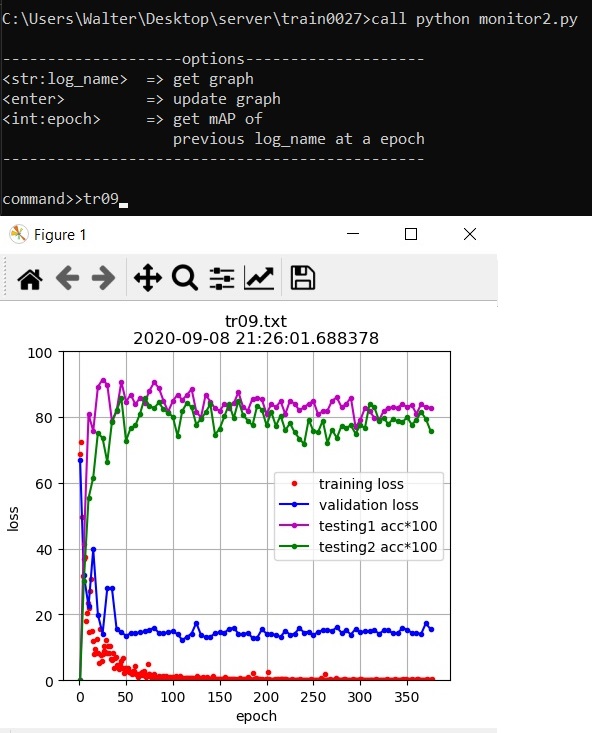 C:\Users\Walter\Desktop\server\train0027>call python monitor2.py
--------------------options--------------------
<str:log_name>  => get graph
<enter>         => update graph
<int:epoch>     => get mAP of
                   previous log_name at a epoch
-----------------------------------------------
command>>tr09
Figure 1
tr09.txt
2020-09-08 21:26:01.688378
100
80
60
40
20
0
loss
training loss
validation loss
testing1 acc*100
testing2 acc*100
0 50 100 150 200 250 300 350
epoch